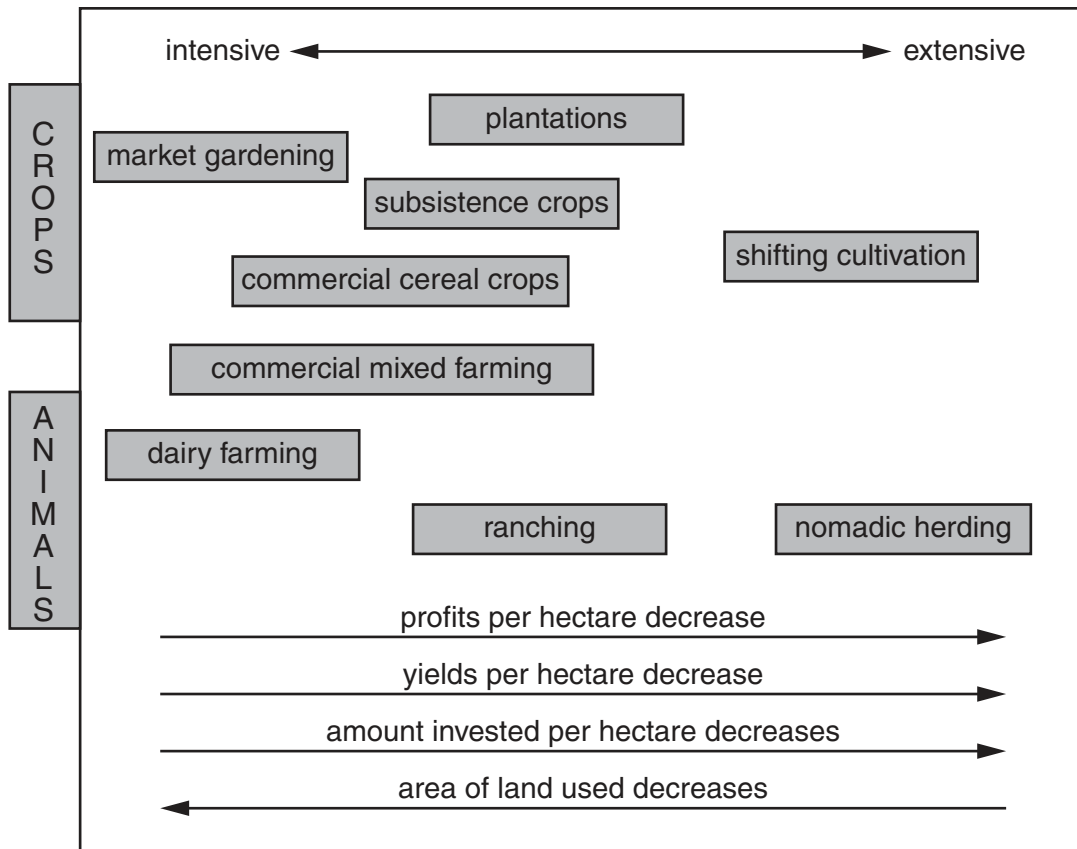 intensive extensive
CROPS
plantations
market gardening
subsistence crops
shifting cultivation
commercial cereal crops
commercial mixed farming
ANIMALS
dairy farming
ranching nomadic herding
profits per hectare decrease
yields per hectare decrease
amount invested per hectare decreases
area of land used decreases